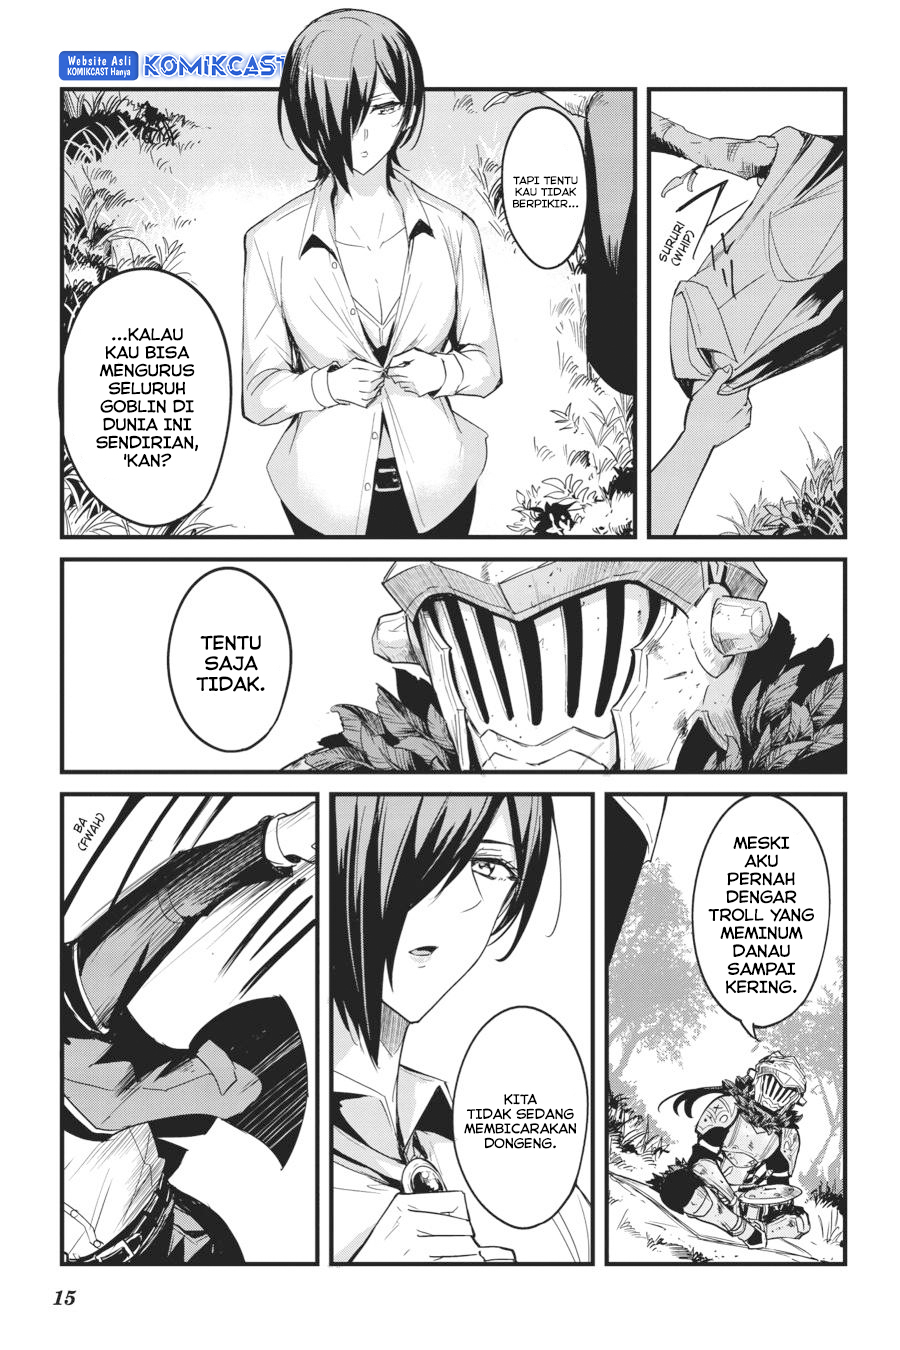 Website Asli
KOMIKCAST Hanya
KOMIKCAST
SURURI
(WHIP)
TAPI TENTU
KAU TIDAK
BERPIKIR...
...KALAU
KAU BISA
MENGURUS
SELURUH
GOBLIN DI
DUNIA INI
SENDIRIAN,
'KAN?
TENTU
SAJA
TIDAK.
MESKI
AKU
PERNAH
DENGAR
TROLL YANG
MEMINUM
DANAU
SAMPAI
KERING.
KITA
TIDAK SEDANG
MEMBICARAKAN
DONGENG.
BA
(FWAH)
15